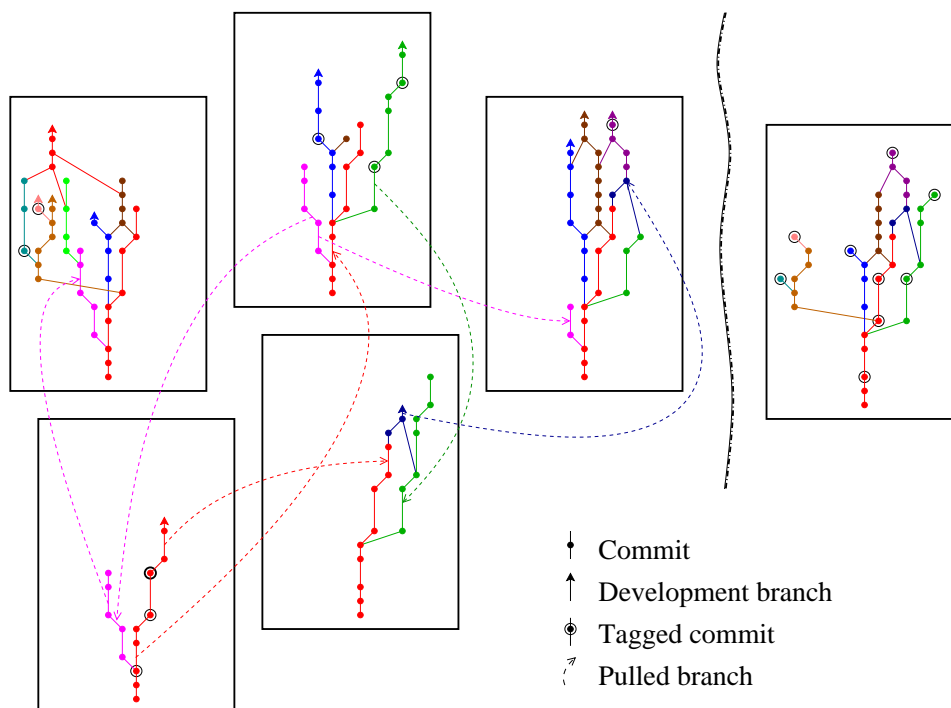 Commit
Development branch
Tagged commit
Pulled branch